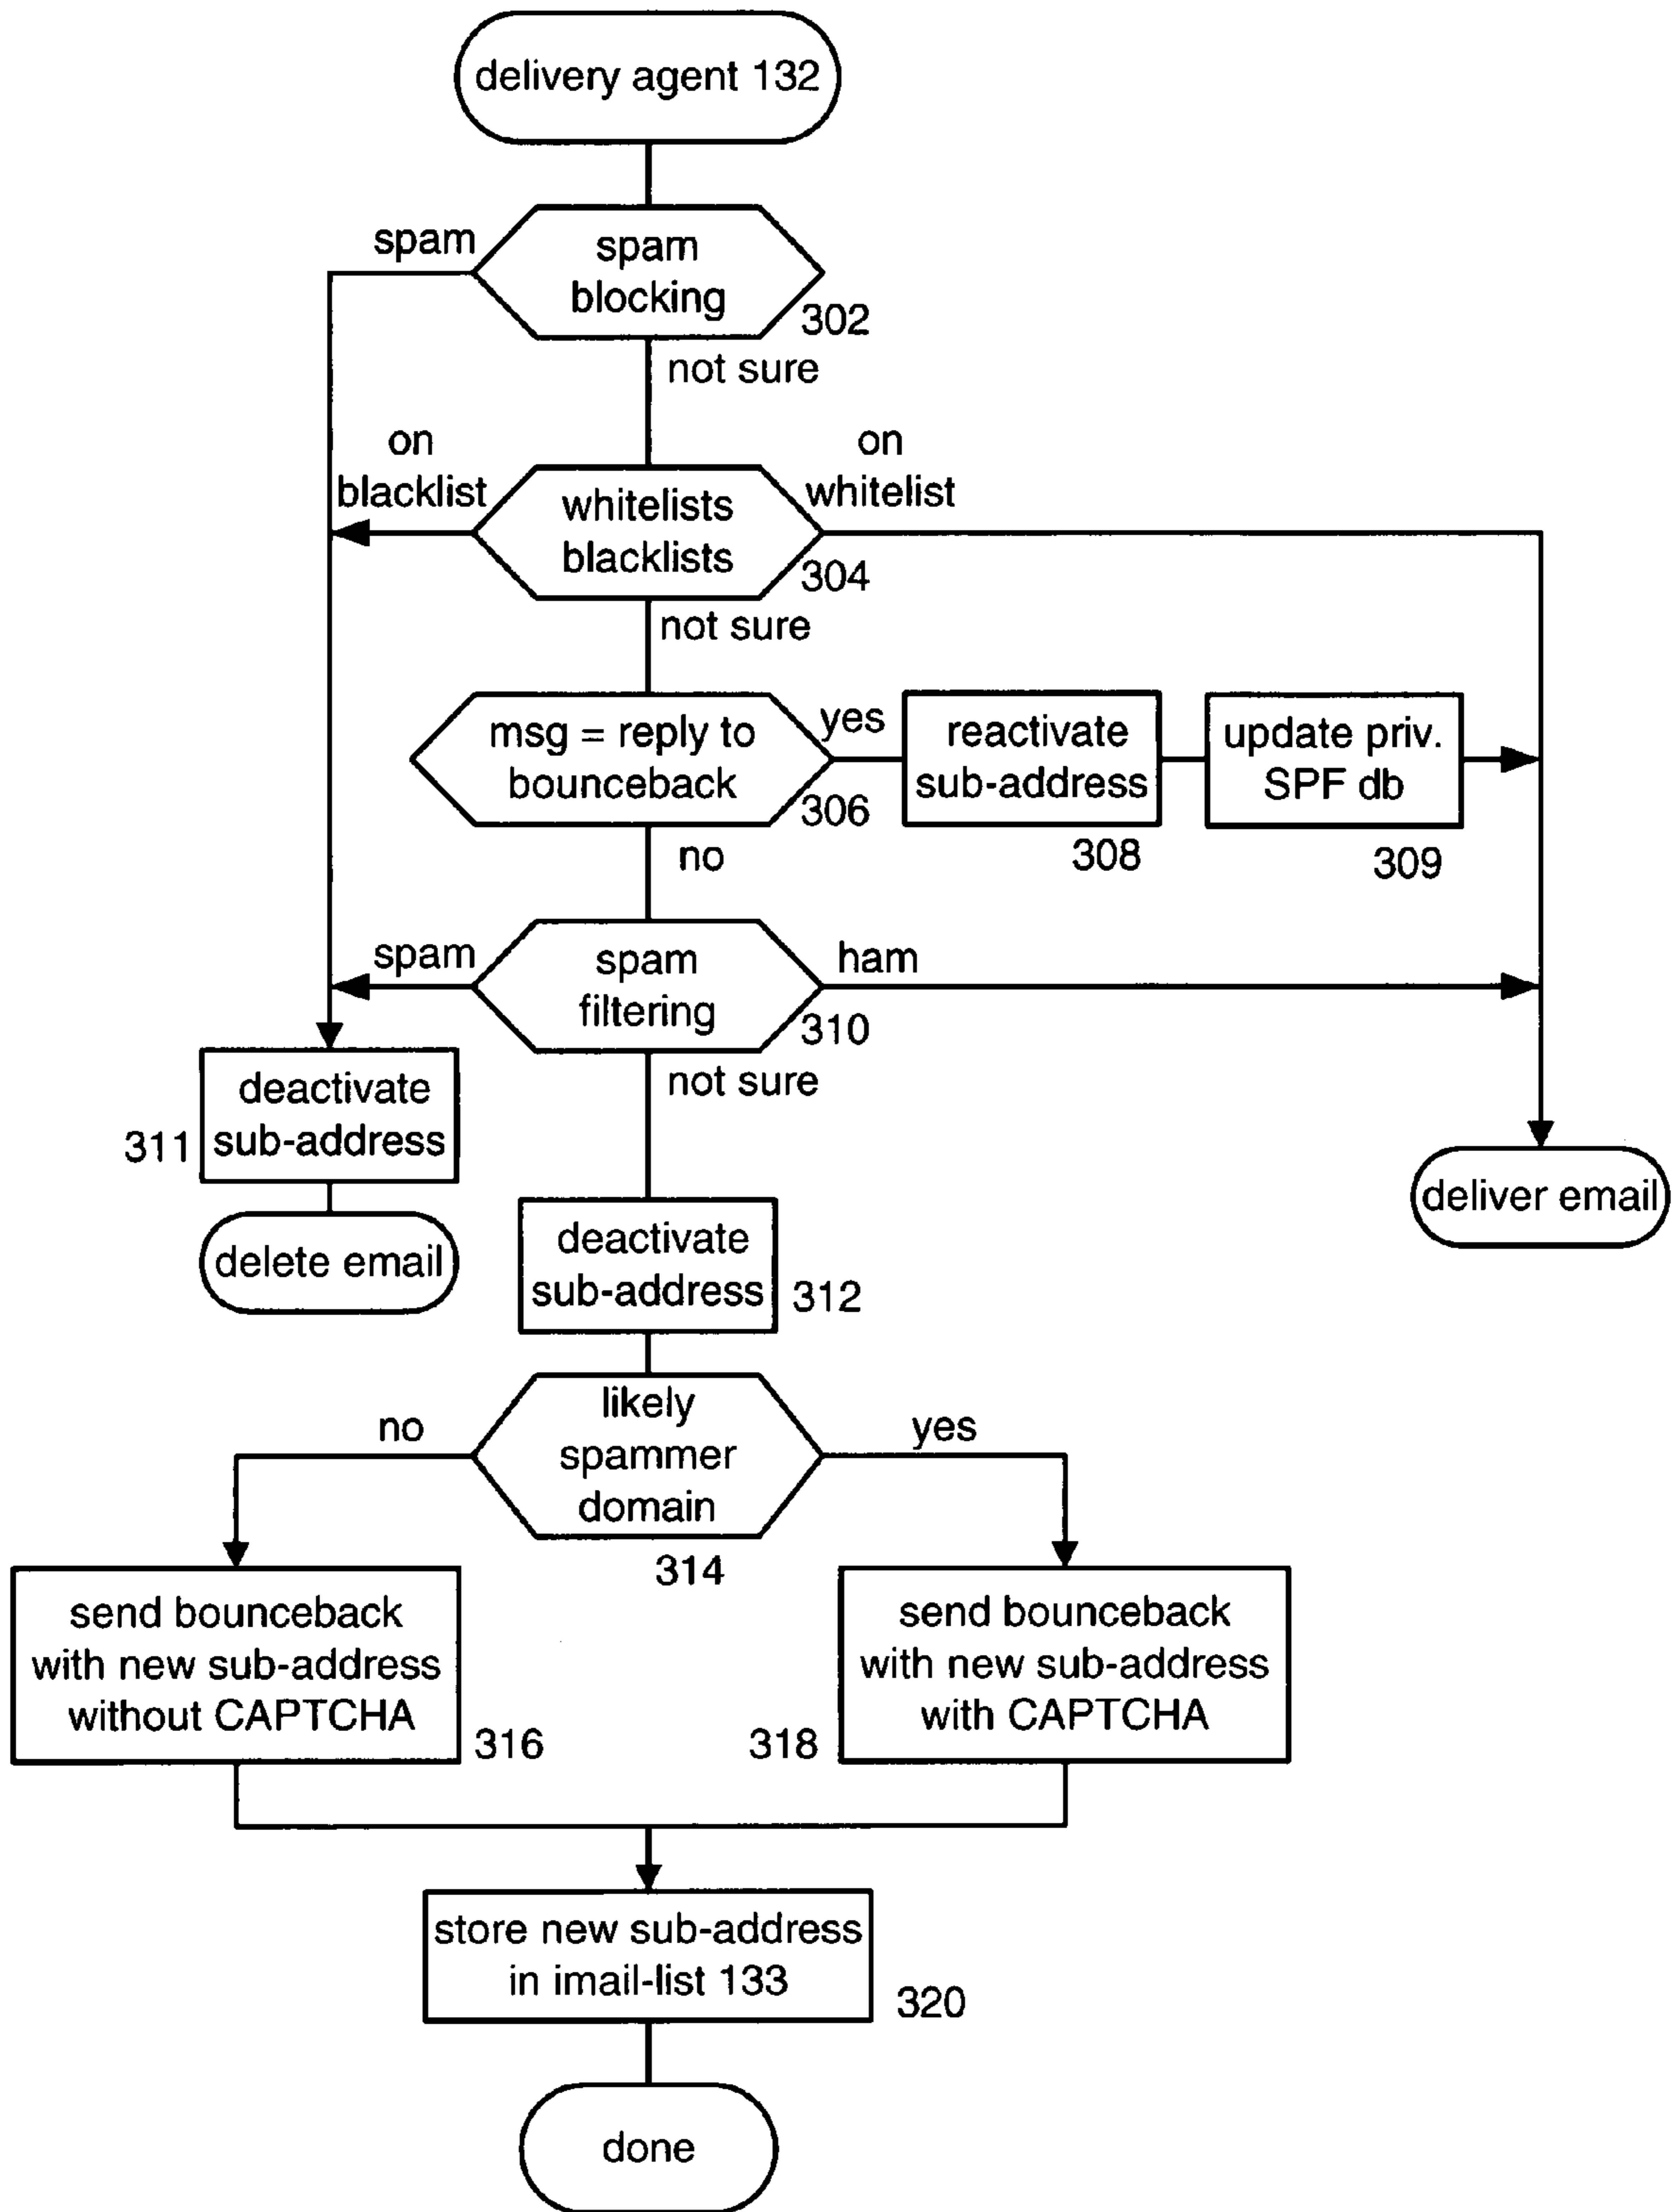 delivery agent 132
spam
spam
blocking
302
not sure
on
blacklist
on
whitelist
whitelists
blacklists
304
not sure
msg = reply to
bounceback
306
yes
reactivate
sub-address
308
update priv.
SPF db
309
no
spam
spam
filtering
310
ham
not sure
deactivate
sub-address
311
delete email
deliver email
deactivate
sub-address
312
no
likely
spammer
domain
314
yes
send bounceback
with new sub-address
without CAPTCHA
316
send bounceback
with new sub-address
with CAPTCHA
318
store new sub-address
in imail-list 133
320
done